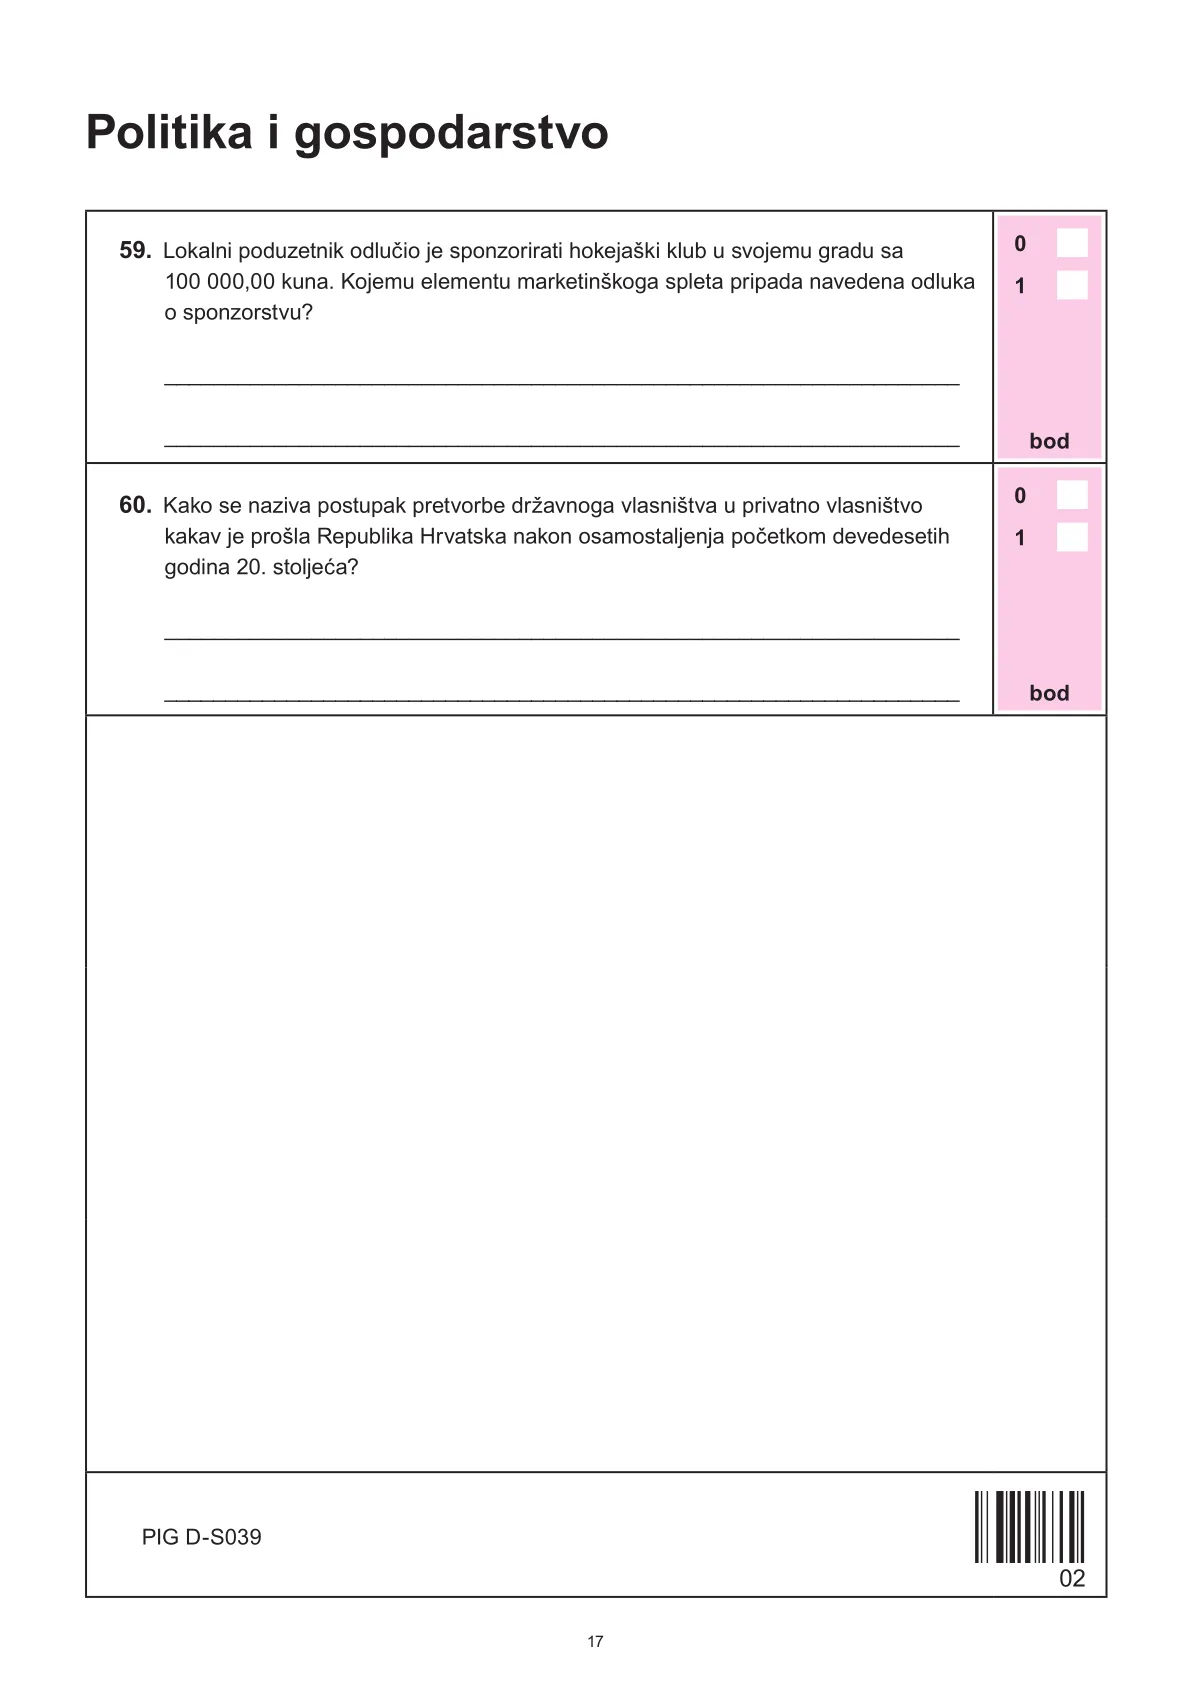 Politika i gospodarstvo
59. Lokalni poduzetnik odlučio je sponzorirati hokejaški klub u svojemu gradu sa
100 000,00 kuna. Kojemu elementu marketinškoga spleta pripada navedena odluka
o sponzorstvu?
0
1
bod
60. Kako se naziva postupak pretvorbe državnoga vlasništva u privatno vlasništvo
kakav je prošla Republika Hrvatska nakon osamostaljenja početkom devedesetih
godina 20. stoljeća?
0
1
bod
PIG D-S039
02
17